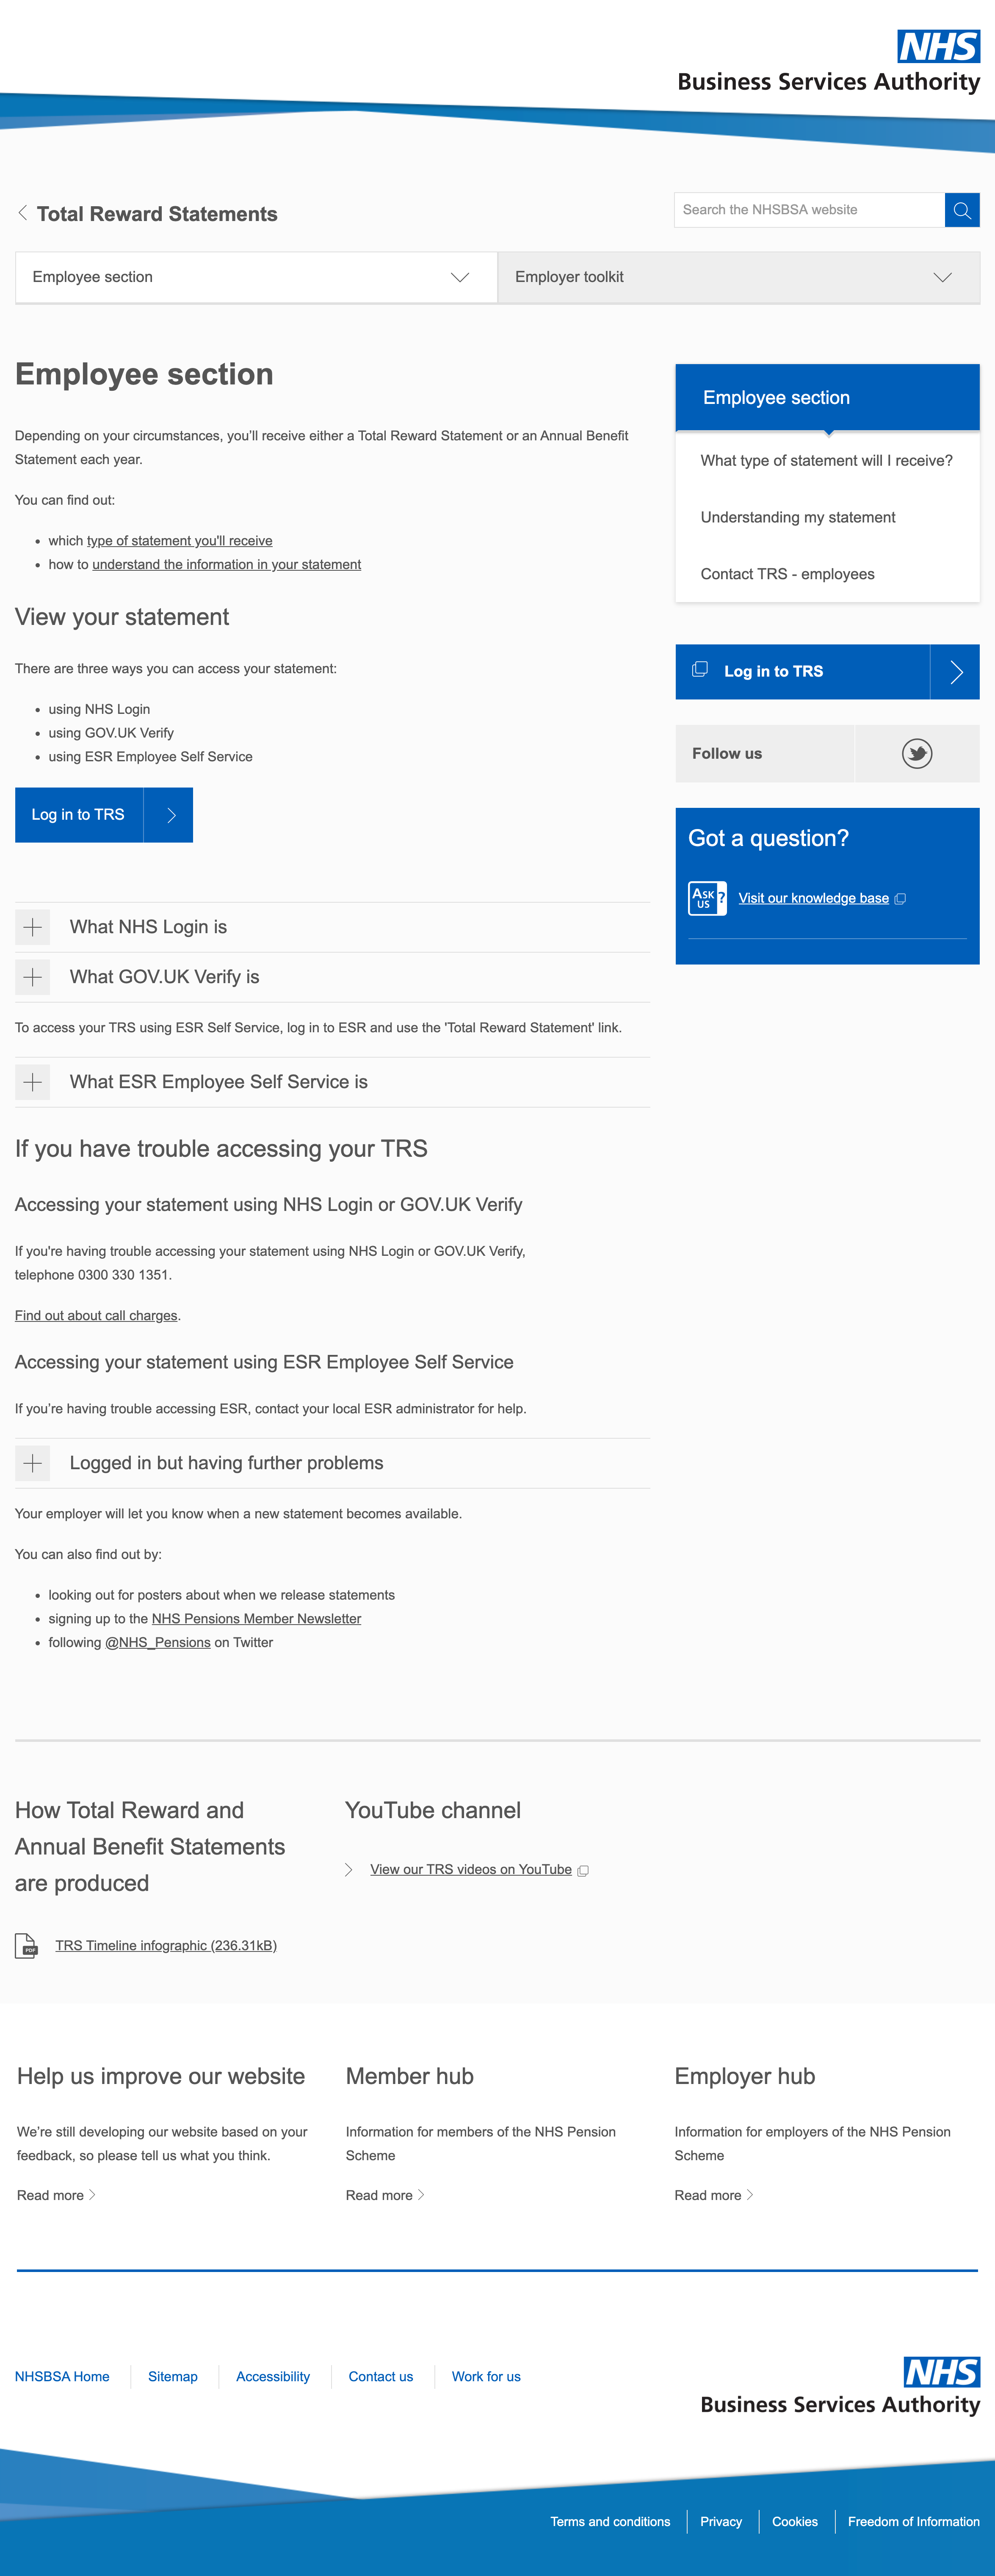 NHS
Business Services Authority
Total Reward Statements
Search the NHSBSA website
Employee section
Employer toolkit
Employee section
Depending on your circumstances, you’ll receive either a Total Reward Statement or an Annual Benefit
Statement each year.
You can find out:
• which type of statement you'll receive
• how to understand the information in your statement
View your statement
There are three ways you can access your statement:
• using NHS Login
• using GOV.UK Verify
• using ESR Employee Self Service
Log in to TRS
What NHS Login is
What GOV.UK Verify is
To access your TRS using ESR Self Service, log in to ESR and use the 'Total Reward Statement' link.
What ESR Employee Self Service is
If you have trouble accessing your TRS
Accessing your statement using NHS Login or GOV.UK Verify
If you're having trouble accessing your statement using NHS Login or GOV.UK Verify,
telephone 0300 330 1351.
Find out about call charges.
Accessing your statement using ESR Employee Self Service
If you’re having trouble accessing ESR, contact your local ESR administrator for help.
Logged in but having further problems
Your employer will let you know when a new statement becomes available.
You can also find out by:
• looking out for posters about when we release statements
• signing up to the NHS Pensions Member Newsletter
• following @NHS_Pensions on Twitter
Employee section
What type of statement will I receive?
Understanding my statement
Contact TRS - employees
Log in to TRS
Follow us
Got a question?
ASK
US
?
Visit our knowledge base
How Total Reward and
Annual Benefit Statements
are produced
PDF
TRS Timeline infographic (236.31kB)
YouTube channel
View our TRS videos on YouTube
Help us improve our website
We’re still developing our website based on your
feedback, so please tell us what you think.
Read more
Member hub
Information for members of the NHS Pension
Scheme
Read more
Employer hub
Information for employers of the NHS Pension
Scheme
Read more
NHSBSA Home
Sitemap
Accessibility
Contact us
Work for us
NHS
Business Services Authority
Terms and conditions
Privacy
Cookies
Freedom of Information